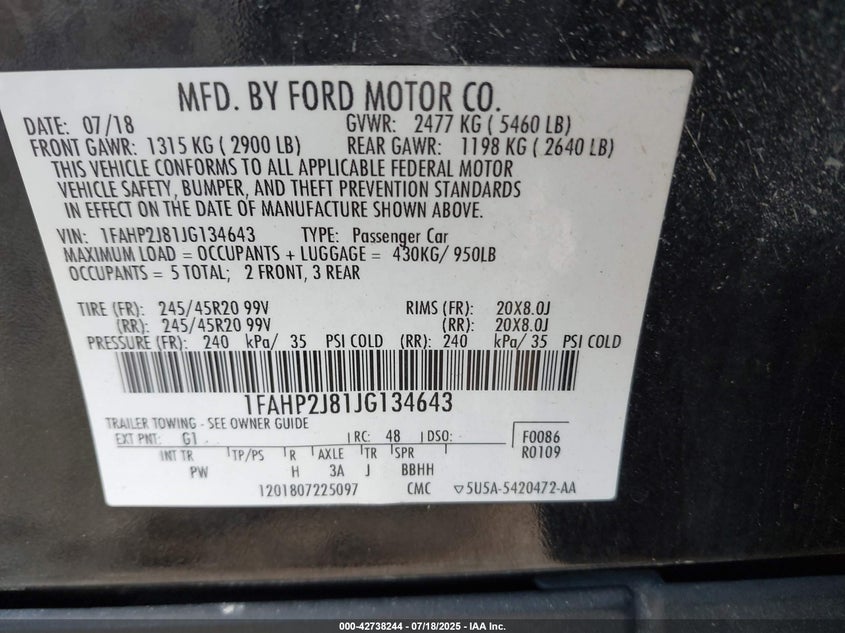 MFD. BY FORD MOTOR CO.
DATE: 07/18 GVWR: 2477 KG ( 5460 LB)
FRONT GAWR: 1315 KG ( 2900 LB) REAR GAWR: 1198 KG ( 2640 LB)
THIS VEHICLE CONFORMS TO ALL APPLICABLE FEDERAL MOTOR
VEHICLE SAFETY, BUMPER, AND THEFT PREVENTION STANDARDS
IN EFFECT ON THE DATE OF MANUFACTURE SHOWN ABOVE.
VIN: 1FAHP2J81JG134643 TYPE: Passenger Car
MAXIMUM LOAD = OCCUPANTS + LUGGAGE = 430KG/ 950LB
OCCUPANTS = 5 TOTAL; 2 FRONT, 3 REAR
TIRE (FR): 245/45R20 99V RIMS (FR): 20X8.0J
(RR): 245/45R20 99V (RR): 20X8.0J
PRESSURE (FR): 240 kPa/ 35 PSI COLD (RR): 240 kPa/ 35 PSI COLD
1FAHP2J81JG134643
TRAILER TOWING - SEE OWNER GUIDE
EXT PNT: G1 RC: 48 DSO: F0086
INT TR TP/PS R AXLE TR SPR R0109
PW H 3A J BBHH
1201807225097 CMC ▽5U5A-5420472-AA
000-42738244 - 07/18/2025 - IAA Inc.